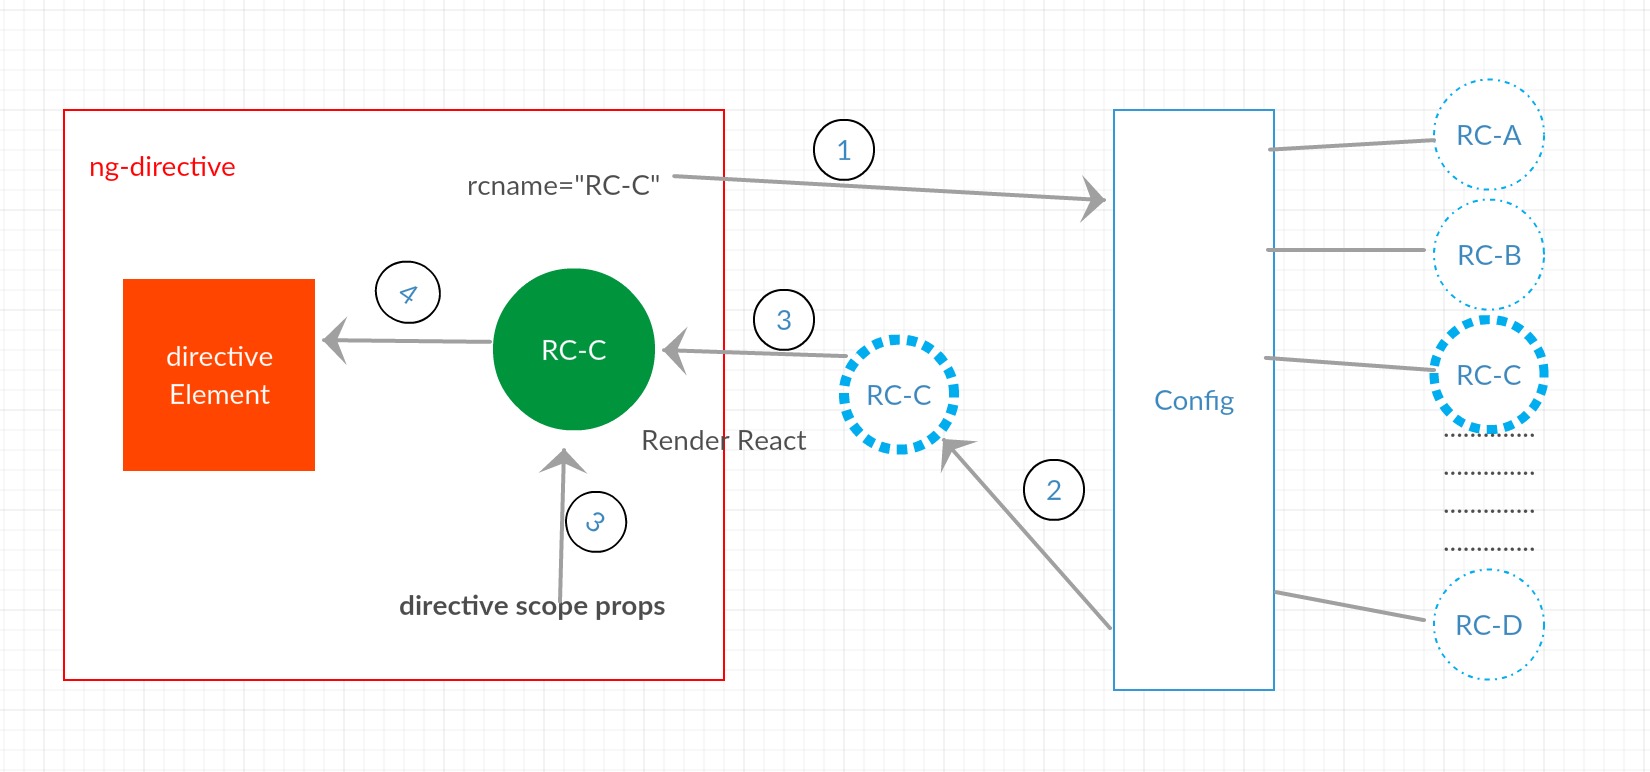 ng-directive
rcname="RC-C"
1
RC-A
RC-B
4
3
directive
Element
RC-C
RC-C
RC-C
Config
Render React
2
3
directive scope props
RC-D